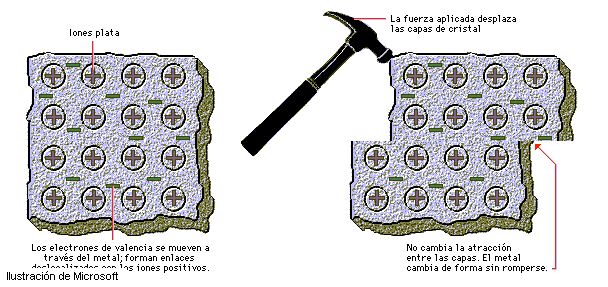 Iones plata
La fuerza aplicada desplaza
las capas de cristal
Los electrones de valencia se mueven a
través del metal; forman enlaces
deslocalizados con los iones positivos.
No cambia la atracción
entre las capas. El metal
cambia de forma sin romperse.
Ilustración de Microsoft